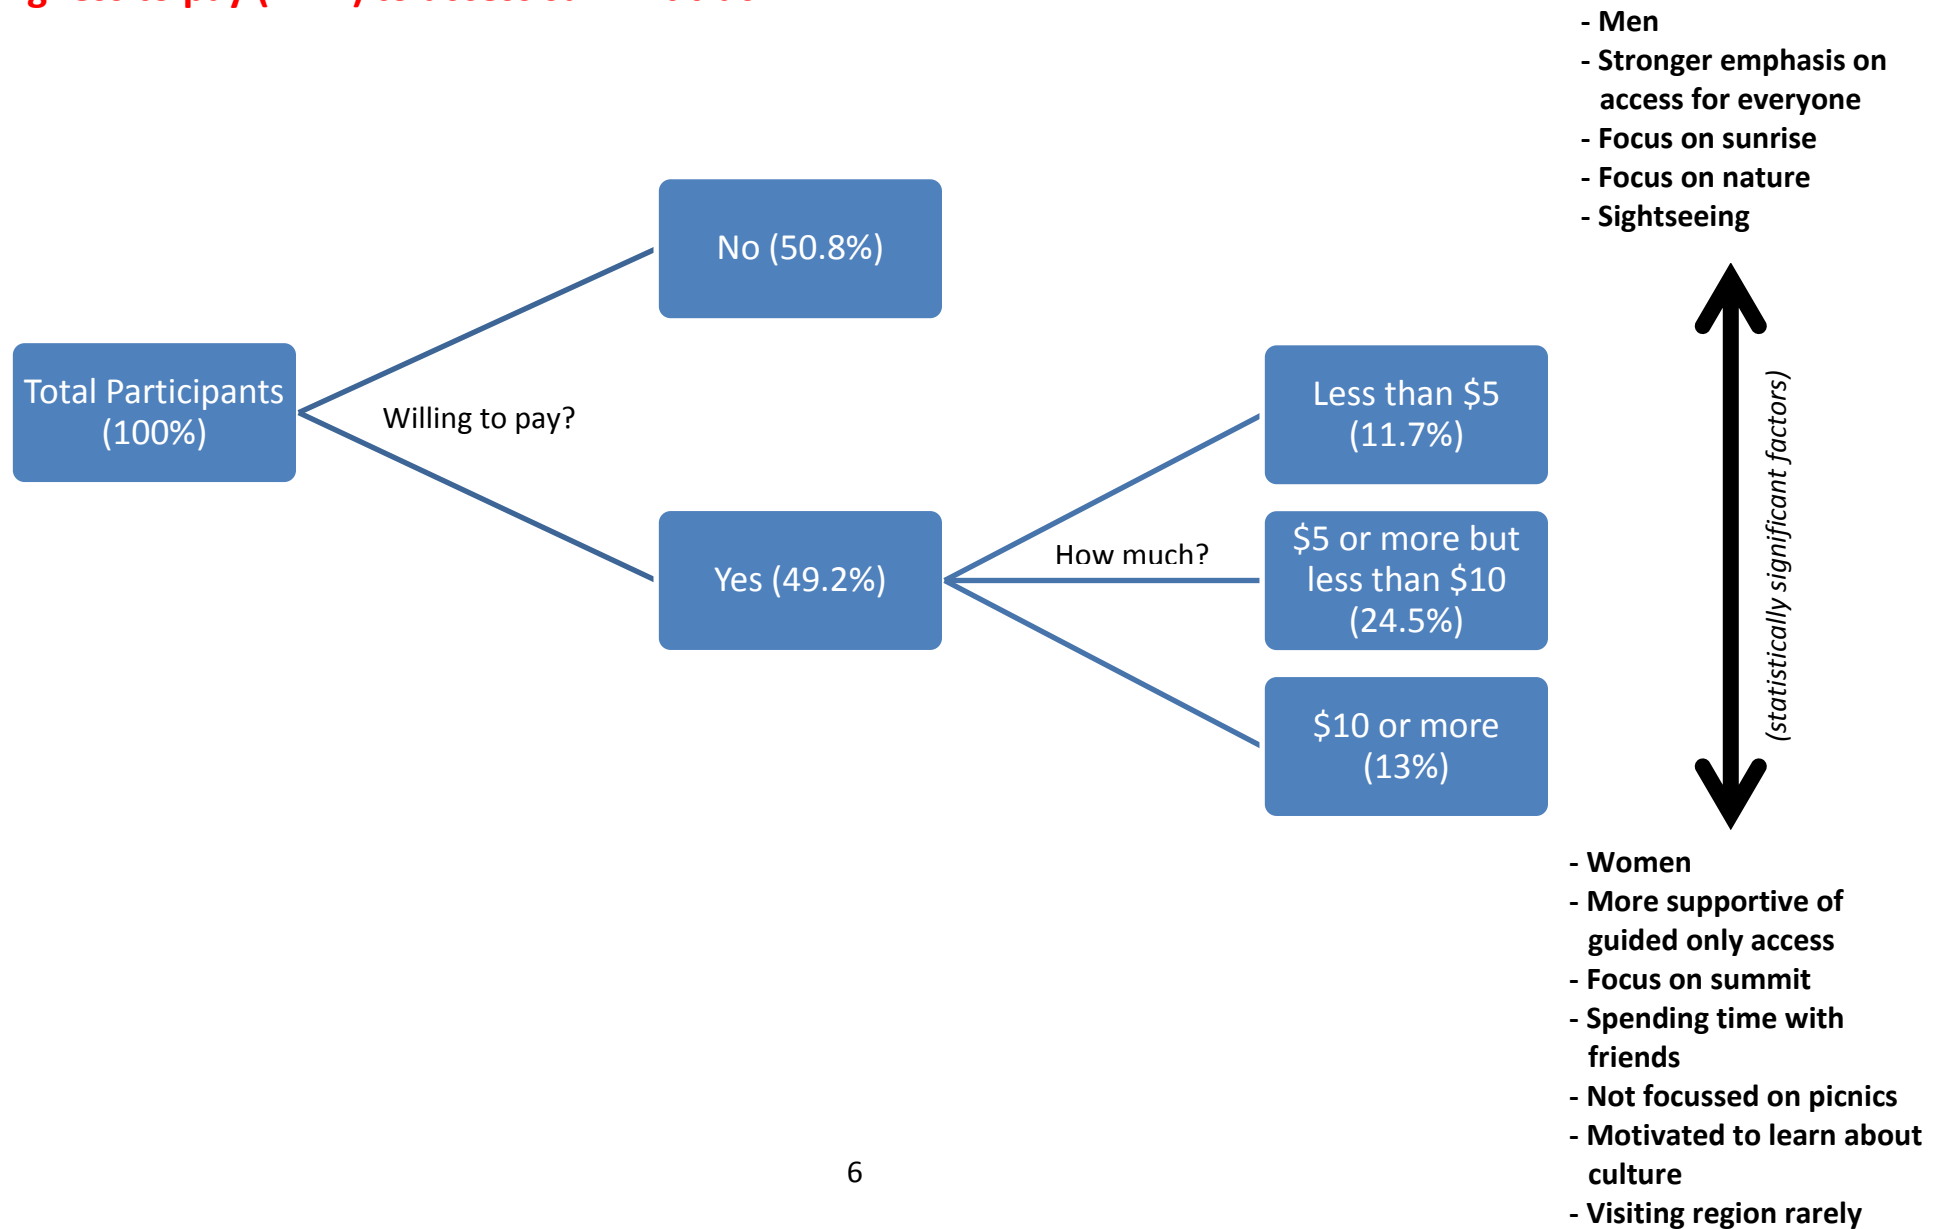 - Men
- Stronger emphasis on
access for everyone
- Focus on sunrise
- Focus on nature
- Sightseeing
No (50.8%)
Total Participants
(100%)
Willing to pay?
Yes (49.2%)
How much?
Less than $5
(11.7%)
$5 or more but
less than $10
(24.5%)
$10 or more
(13%)
(statistically significant factors)
- Women
- More supportive of
guided only access
- Focus on summit
- Spending time with
friends
- Not focussed on picnics
- Motivated to learn about
culture
- Visiting region rarely
6